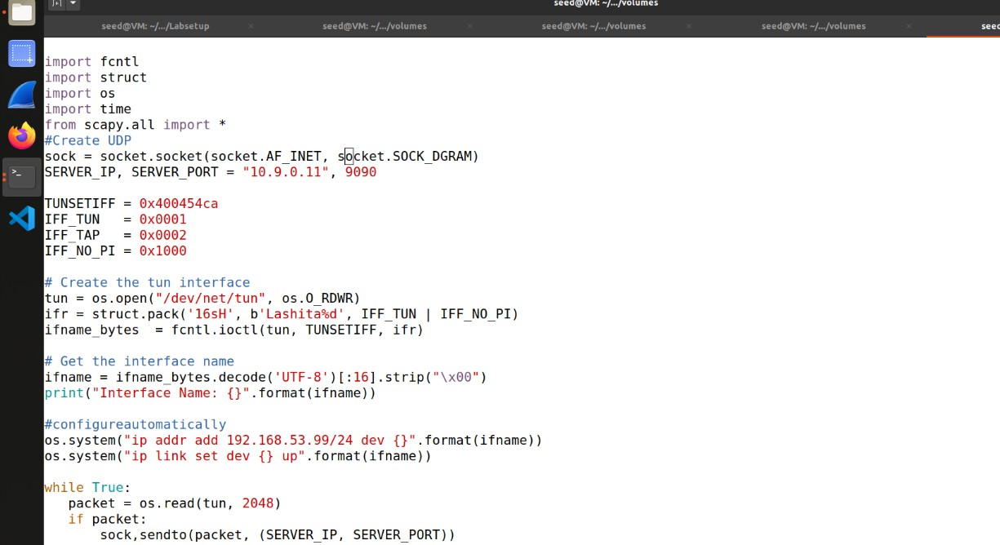 seed@VM: ~/.../volumes
seed@VM: ~/.../Labsetup × seed@VM: ~/.../volumes × seed@VM: ~/.../volumes × seed@VM: ~/.../volumes × seed
import fcntl
import struct
import os
import time
from scapy.all import *
#Create UDP
sock = socket.socket(socket.AF_INET, socket.SOCK_DGRAM)
SERVER_IP, SERVER_PORT = "10.9.0.11", 9090
TUNSETIFF = 0x400454ca
IFF_TUN   = 0x0001
IFF_TAP   = 0x0002
IFF_NO_PI = 0x1000
# Create the tun interface
tun = os.open("/dev/net/tun", os.O_RDWR)
ifr = struct.pack('16sH', b'Lashita%d', IFF_TUN | IFF_NO_PI)
ifname_bytes  = fcntl.ioctl(tun, TUNSETIFF, ifr)
# Get the interface name
ifname = ifname_bytes.decode('UTF-8')[:16].strip("\x00")
print("Interface Name: {}".format(ifname))
#configureautomatically
os.system("ip addr add 192.168.53.99/24 dev {}".format(ifname))
os.system("ip link set dev {} up".format(ifname))
while True:
   packet = os.read(tun, 2048)
   if packet:
       sock,sendto(packet, (SERVER_IP, SERVER_PORT))